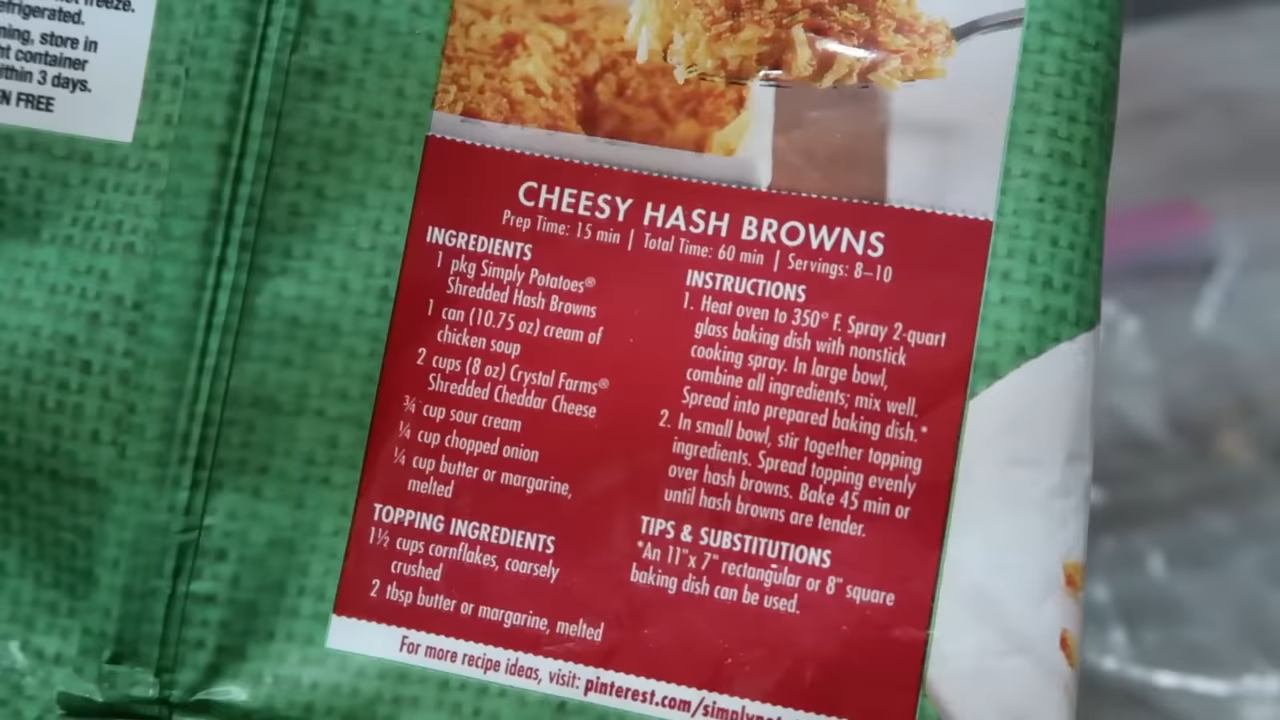 freeze.
efrigerated.
ning, store in
ht container
ithin 3 days.
N FREE
CHEESY HASH BROWNS
Prep Time: 15 min | Total Time: 60 min | Servings: 8–10
INGREDIENTS
1 pkg Simply Potatoes®
Shredded Hash Browns
1 can (10.75 oz) cream of
chicken soup
2 cups (8 oz) Crystal Farms®
Shredded Cheddar Cheese
¾ cup sour cream
¼ cup chopped onion
¼ cup butter or margarine,
melted
TOPPING INGREDIENTS
1½ cups cornflakes, coarsely
crushed
2 tbsp butter or margarine, melted
INSTRUCTIONS
1. Heat oven to 350° F. Spray 2-quart
glass baking dish with nonstick
cooking spray. In large bowl,
combine all ingredients; mix well.
Spread into prepared baking dish.*
2. In small bowl, stir together topping
ingredients. Spread topping evenly
over hash browns. Bake 45 min or
until hash browns are tender.
TIPS & SUBSTITUTIONS
*An 11"x 7" rectangular or 8" square
baking dish can be used.
For more recipe ideas, visit: pinterest.com/simplypot